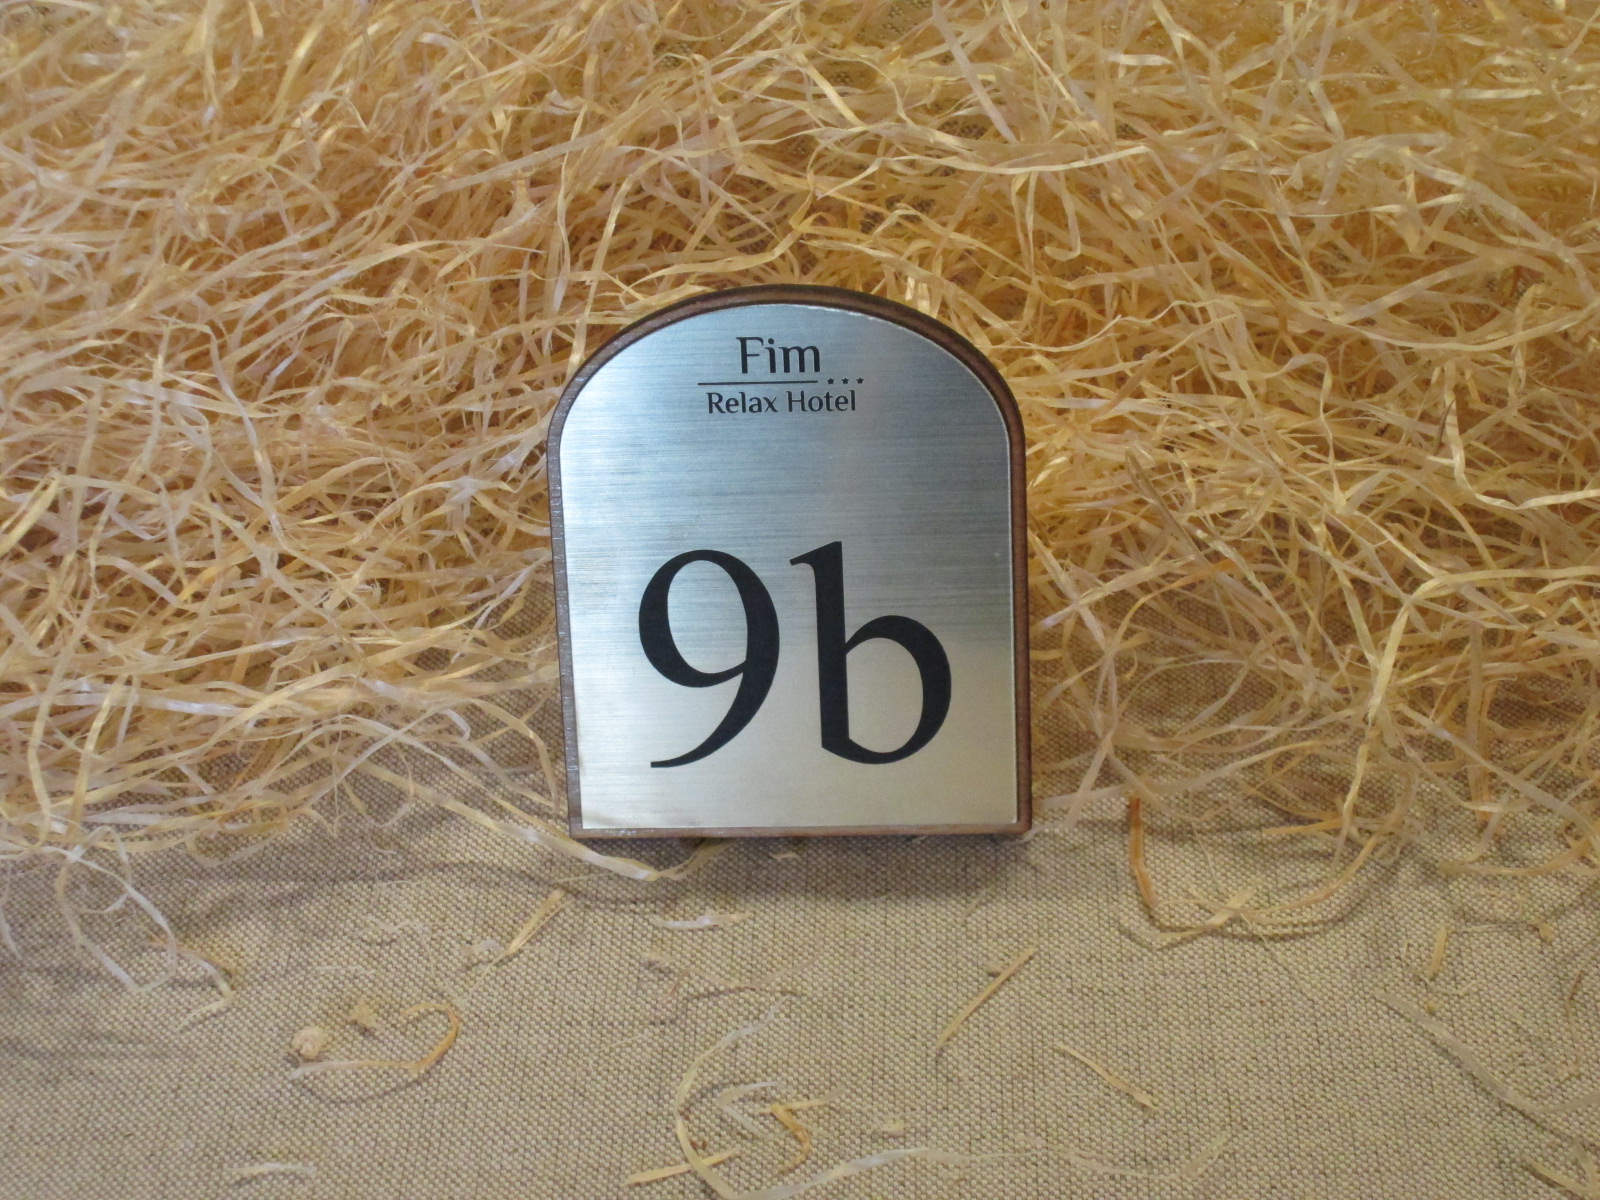 Fim
***
Relax Hotel
9b